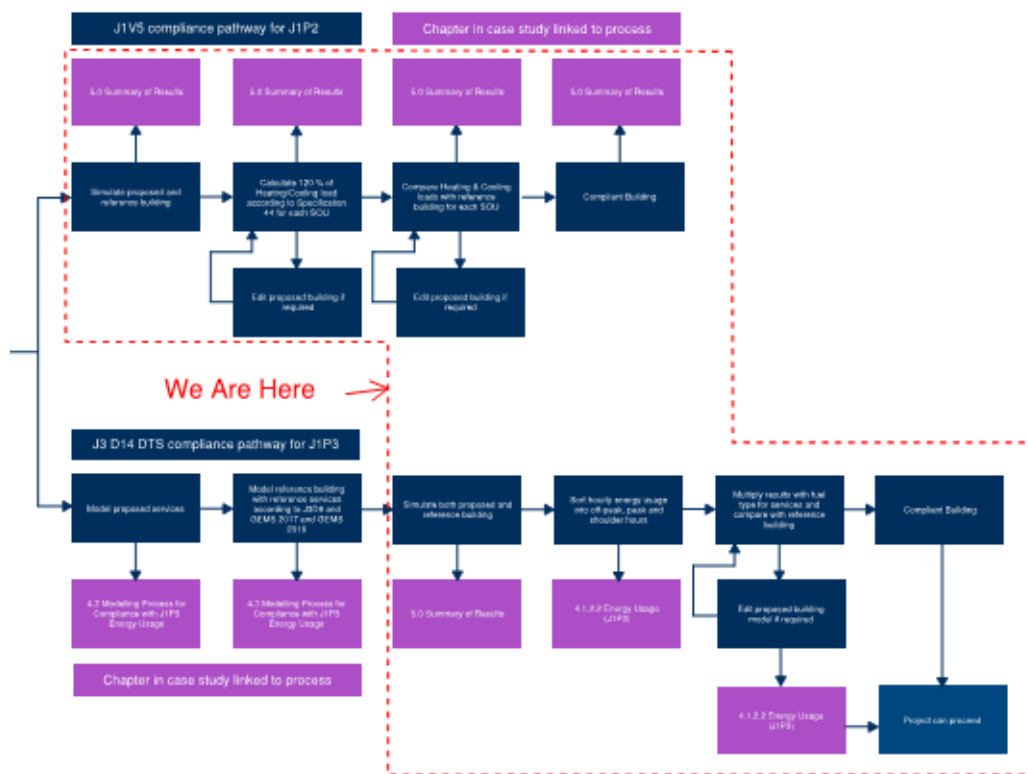 J1V5 compliance pathway for J1P2
Chapter in case study linked to process
5.0 Summary of Results
5.0 Summary of Results
5.0 Summary of Results
5.0 Summary of Results
Simulate proposed and
reference building
Calculate 120 % of
Heating/Cooling load
according to Specification
44 for each SOU
Compare Heating & Cooling
loads with reference
building for each SOU
Compliant Building
Edit proposed building if
required
Edit proposed building if
required
We Are Here
J3 D14 DTS compliance pathway for J1P3
Model proposed services
Model reference building
with reference services
according to
GEMS 2017 and GEMS
Simulate both proposed and
reference building
Sort hourly energy usage
into off-peak, peak and
shoulder hours
Multiply results with fuel
type for services and
compare with reference
building
Compliant Building
4.3 Modelling Process for
Compliance with J1P3
Energy Usage
4.3 Modelling Process for
Compliance with J1P3
Energy Usage
5.0 Summary of Results
4.1.2.2 Energy Usage
(J1P3)
Edit proposed building
model if required
Chapter in case study linked to process
4.1.2.2 Energy Usage
(J1P3)
Project can proceed